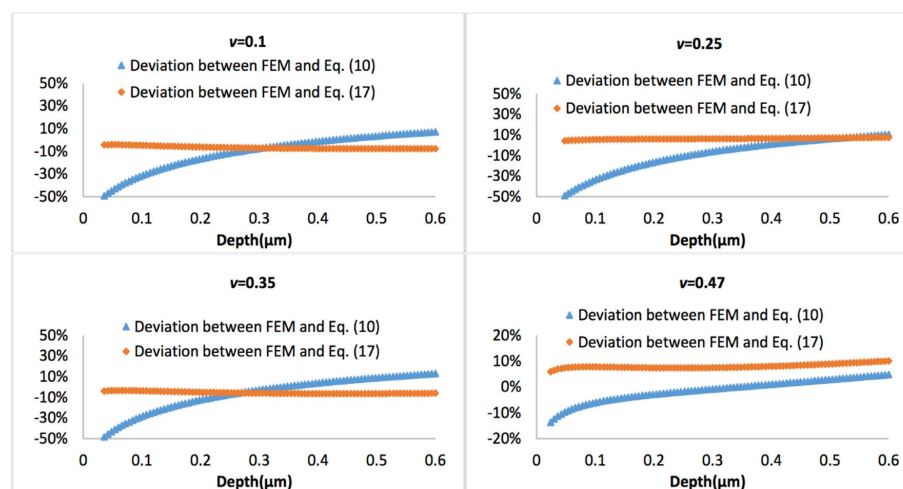 v=0.1
Deviation between FEM and Eq. (10)
Deviation between FEM and Eq. (17)
50%
30%
10%
-10%
-30%
-50%
0 0.1 0.2 0.3 0.4 0.5 0.6
Depth(μm)
v=0.25
Deviation between FEM and Eq. (10)
Deviation between FEM and Eq. (17)
50%
30%
10%
-10%
-30%
-50%
0 0.1 0.2 0.3 0.4 0.5 0.6
Depth(μm)
v=0.35
Deviation between FEM and Eq. (10)
Deviation between FEM and Eq. (17)
50%
30%
10%
-10%
-30%
-50%
0 0.1 0.2 0.3 0.4 0.5 0.6
Depth(μm)
v=0.47
Deviation between FEM and Eq. (10)
Deviation between FEM and Eq. (17)
20%
10%
0%
-10%
-20%
0 0.1 0.2 0.3 0.4 0.5 0.6
Depth(μm)